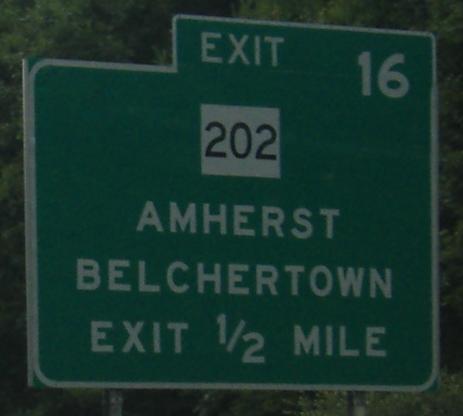 EXIT 16
202
AMHERST
BELCHERTOWN
EXIT 1/2 MILE